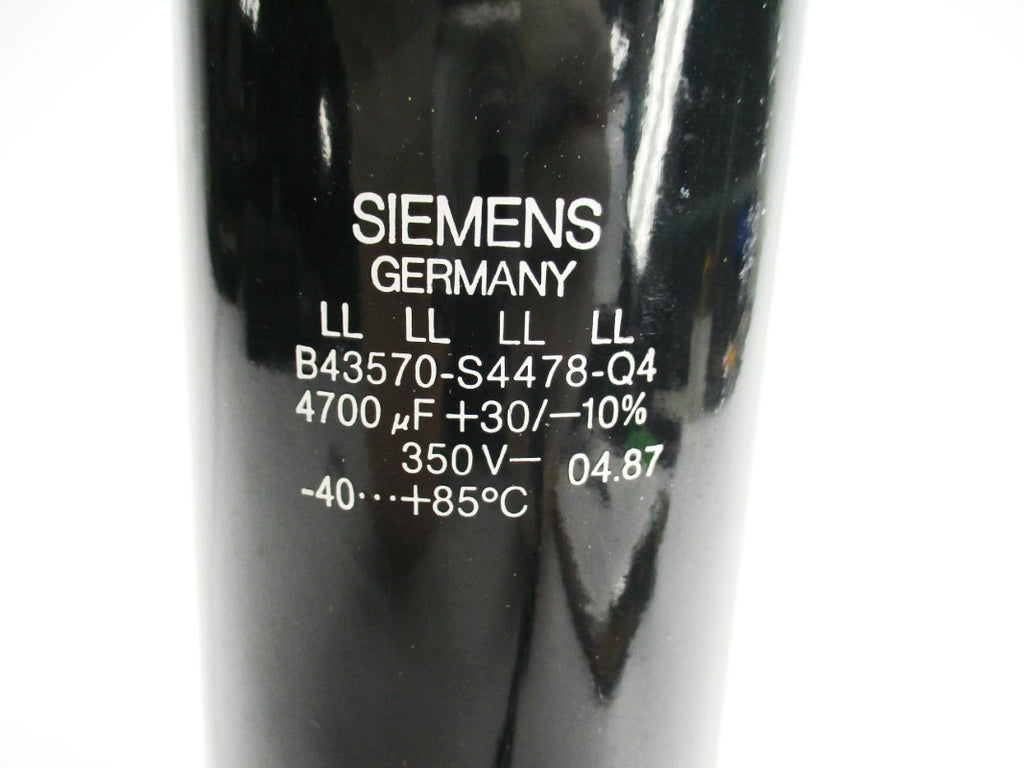 SIEMENS
GERMANY
LL LL LL LL
B43570-S4478-Q4
4700 µF +30/−10%
350 V− 04.87
-40···+85°C